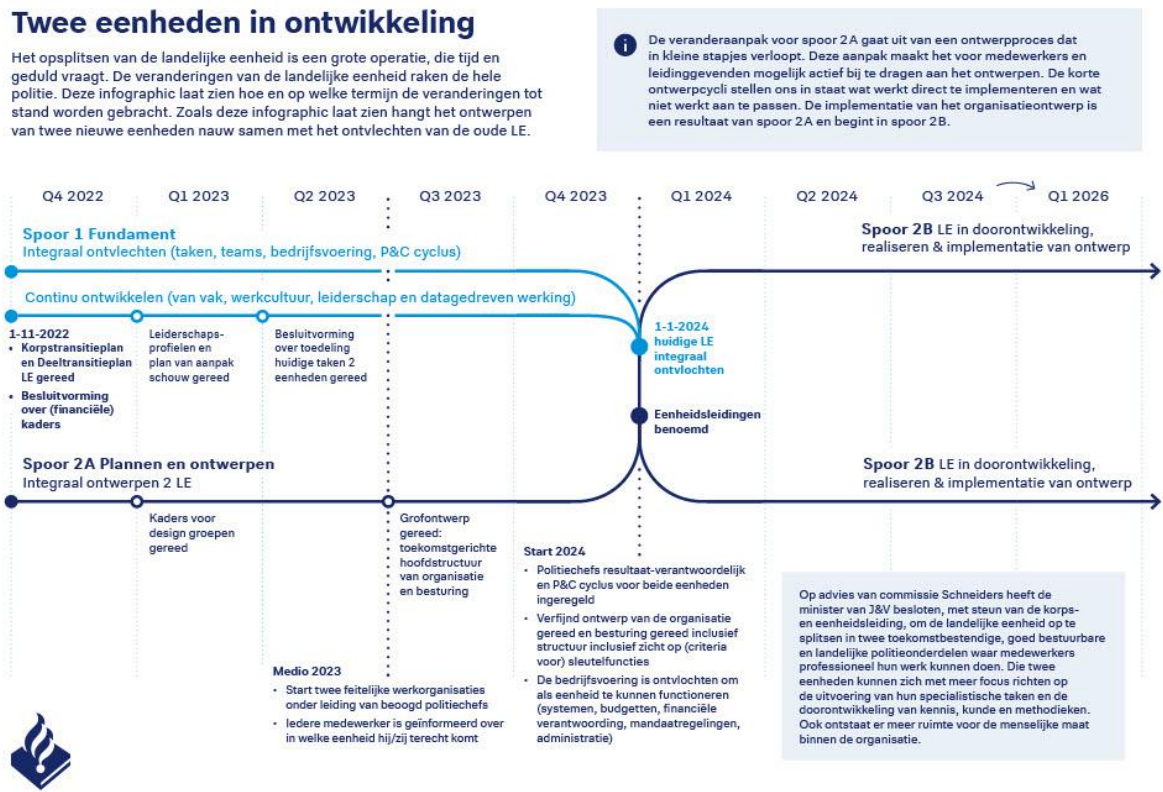 Twee eenheden in ontwikkeling
Het opsplitsen van de landelijke eenheid is een grote operatie, die tijd en
geduld vraagt. De veranderingen van de landelijke eenheid raken de hele
politie. Deze infographic laat zien hoe en op welke termijn de veranderingen tot
stand worden gebracht. Zoals deze infographic laat zien hangt het ontwerpen
van twee nieuwe eenheden nauw samen met het ontvlechten van de oude LE.
i
De veranderaanpak voor spoor 2A gaat uit van een ontwerpproces dat
in kleine stapjes verloopt. Deze aanpak maakt het voor medewerkers en
leidinggevenden mogelijk actief bij te dragen aan het ontwerpen. De korte
ontwerpcycli stellen ons in staat wat werkt direct te implementeren en wat
niet werkt aan te passen. De implementatie van het organisatieontwerp is
een resultaat van spoor 2A en begint in spoor 2B.
Q4 2022
Q1 2023
Q2 2023
Q3 2023
Q4 2023
Q1 2024
Q2 2024
Q3 2024
Q1 2026
Spoor 1 Fundament
Integraal ontvlechten (taken, teams, bedrijfsvoering, P&C cyclus)
Spoor 2B LE in doorontwikkeling,
realiseren & implementatie van ontwerp
Continu ontwikkelen (van vak, werkcultuur, leiderschap en datagedreven werking)
1-11-2022
• Korpstransitieplan
en Deeltransitieplan
LE gereed
• Besluitvorming
over (financiële)
kaders
Leiderschaps-
profielen en
plan van aanpak
schouw gereed
Besluitvorming
over toedeling
huidige taken 2
eenheden gereed
1-1-2024
huidige LE
integraal
ontvlochten
Eenheidsleidingen
benoemd
Spoor 2A Plannen en ontwerpen
Integraal ontwerpen 2 LE
Spoor 2B LE in doorontwikkeling,
realiseren & implementatie van ontwerp
Kaders voor
design groepen
gereed
Grofontwerp
gereed:
toekomstgerichte
hoofdstructuur
van organisatie
en besturing
Medio 2023
• Start twee feitelijke werkorganisaties
onder leiding van beoogd politiechefs
• Iedere medewerker is geïnformeerd over
in welke eenheid hij/zij terecht komt
Start 2024
• Politiechefs resultaat-verantwoordelijk
en P&C cyclus voor beide eenheden
ingeregeld
• Verfijnd ontwerp van de organisatie
gereed en besturing gereed inclusief
structuur inclusief zicht op (criteria
voor) sleutelfuncties
• De bedrijfsvoering is ontvlochten om
als eenheid te kunnen functioneren
(systemen, budgetten, financiële
verantwoording, mandaatregelingen,
administratie)
Op advies van commissie Schneiders heeft de
minister van J&V besloten, met steun van de korps-
en eenheidsleiding, om de landelijke eenheid op te
splitsen in twee toekomstbestendige, goed bestuurbare
en landelijke politieonderdelen waar medewerkers
professioneel hun werk kunnen doen. Die twee
eenheden kunnen zich met meer focus richten op
de uitvoering van hun specialistische taken en de
doorontwikkeling van kennis, kunde en methodieken.
Ook ontstaat er meer ruimte voor de menselijke maat
binnen de organisatie.